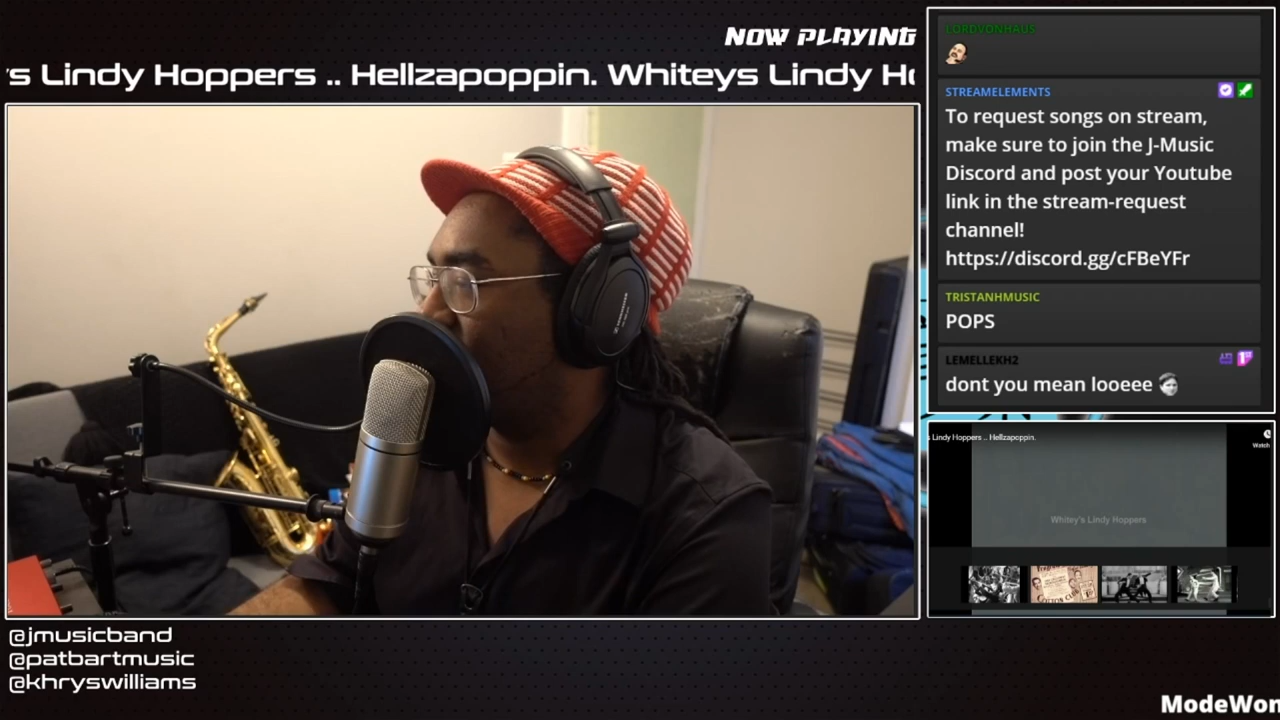 NOW PLAYING
's Lindy Hoppers .. Hellzapoppin. Whiteys Lindy H
LORDVONHAUS
STREAMELEMENTS
To request songs on stream,
make sure to join the J-Music
Discord and post your Youtube
link in the stream-request
channel!
https://discord.gg/cFBeYFr
TRISTANHMUSIC
POPS
LEMELLEKH2
dont you mean looeee
s Lindy Hoppers .. Hellzapoppin.
Watch
Whitey's Lindy Hoppers
@jmusicband
@patbartmusic
@khryswilliams
ModeWon